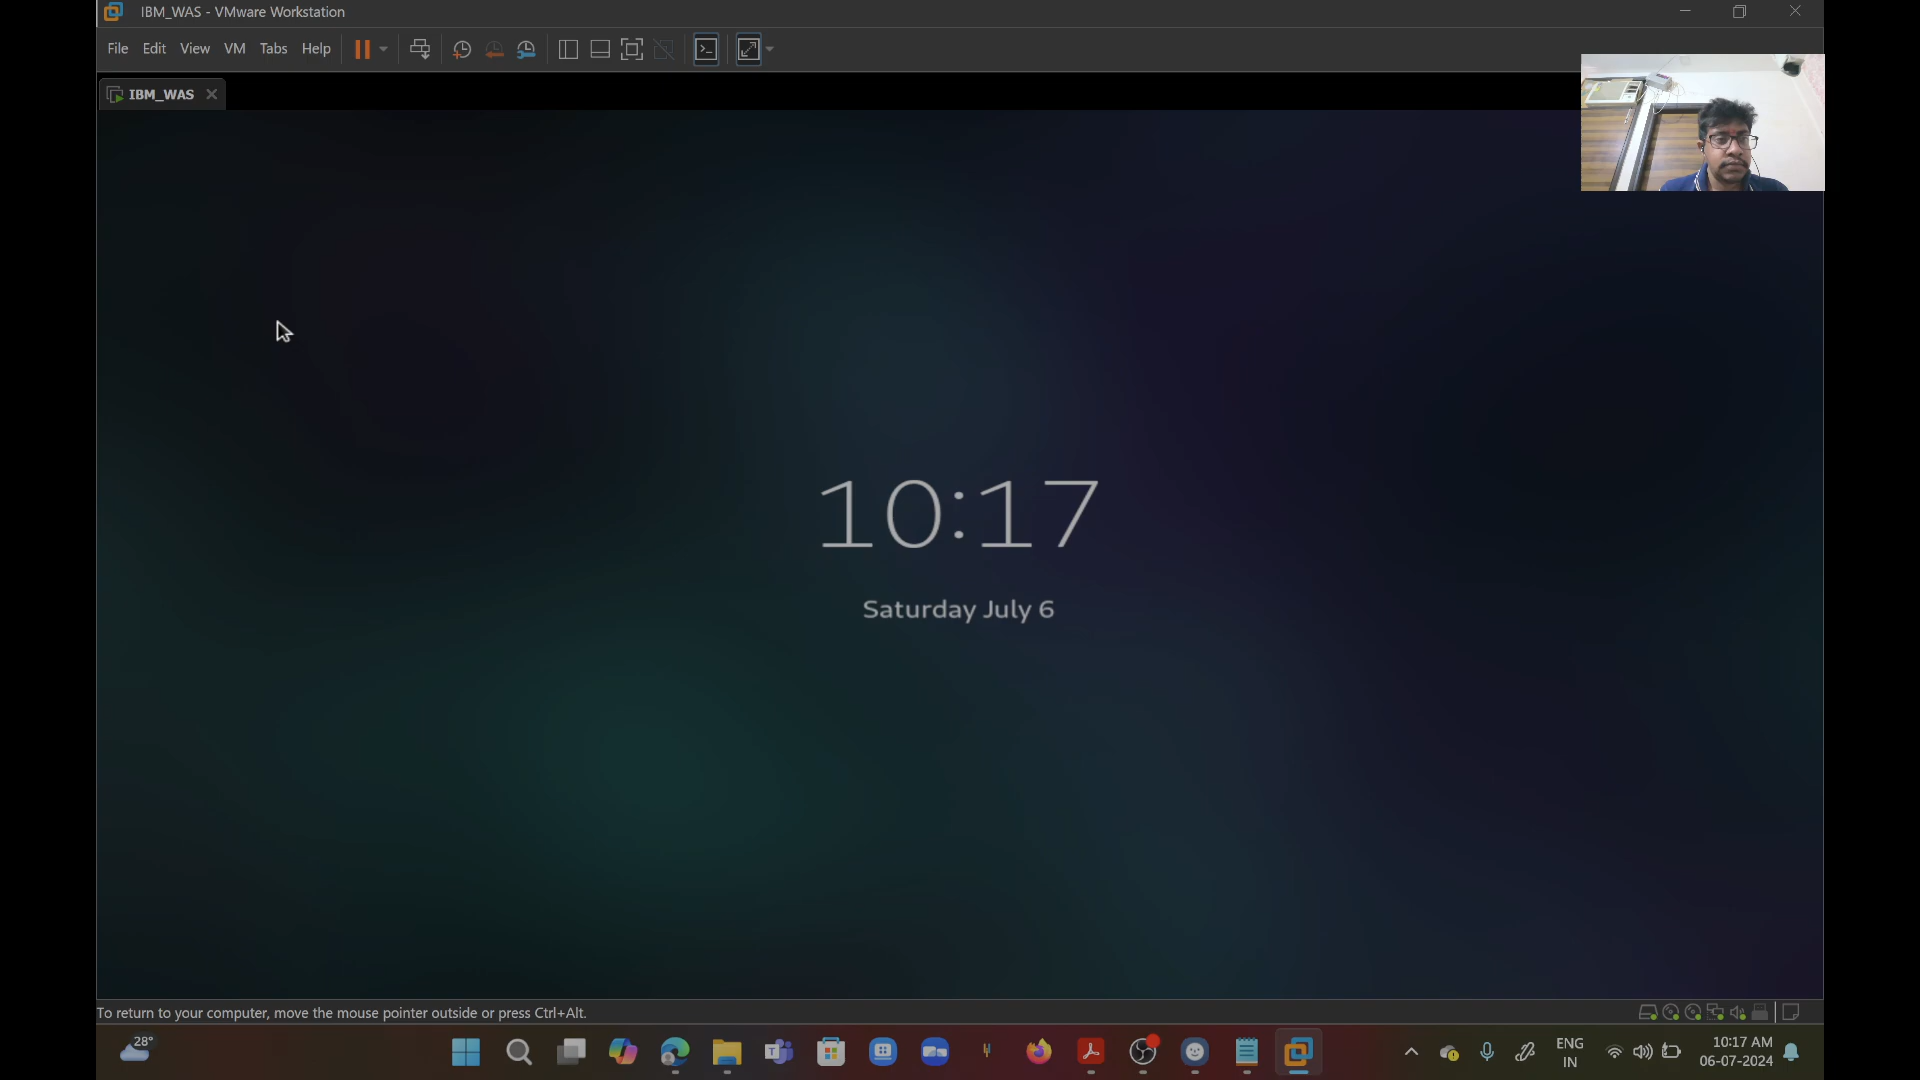 IBM_WAS - VMware Workstation
File Edit View VM Tabs Help
IBM_WAS
10:17
Saturday July 6
To return to your computer, move the mouse pointer outside or press Ctrl+Alt.
28°
ENG
IN
10:17 AM
06-07-2024